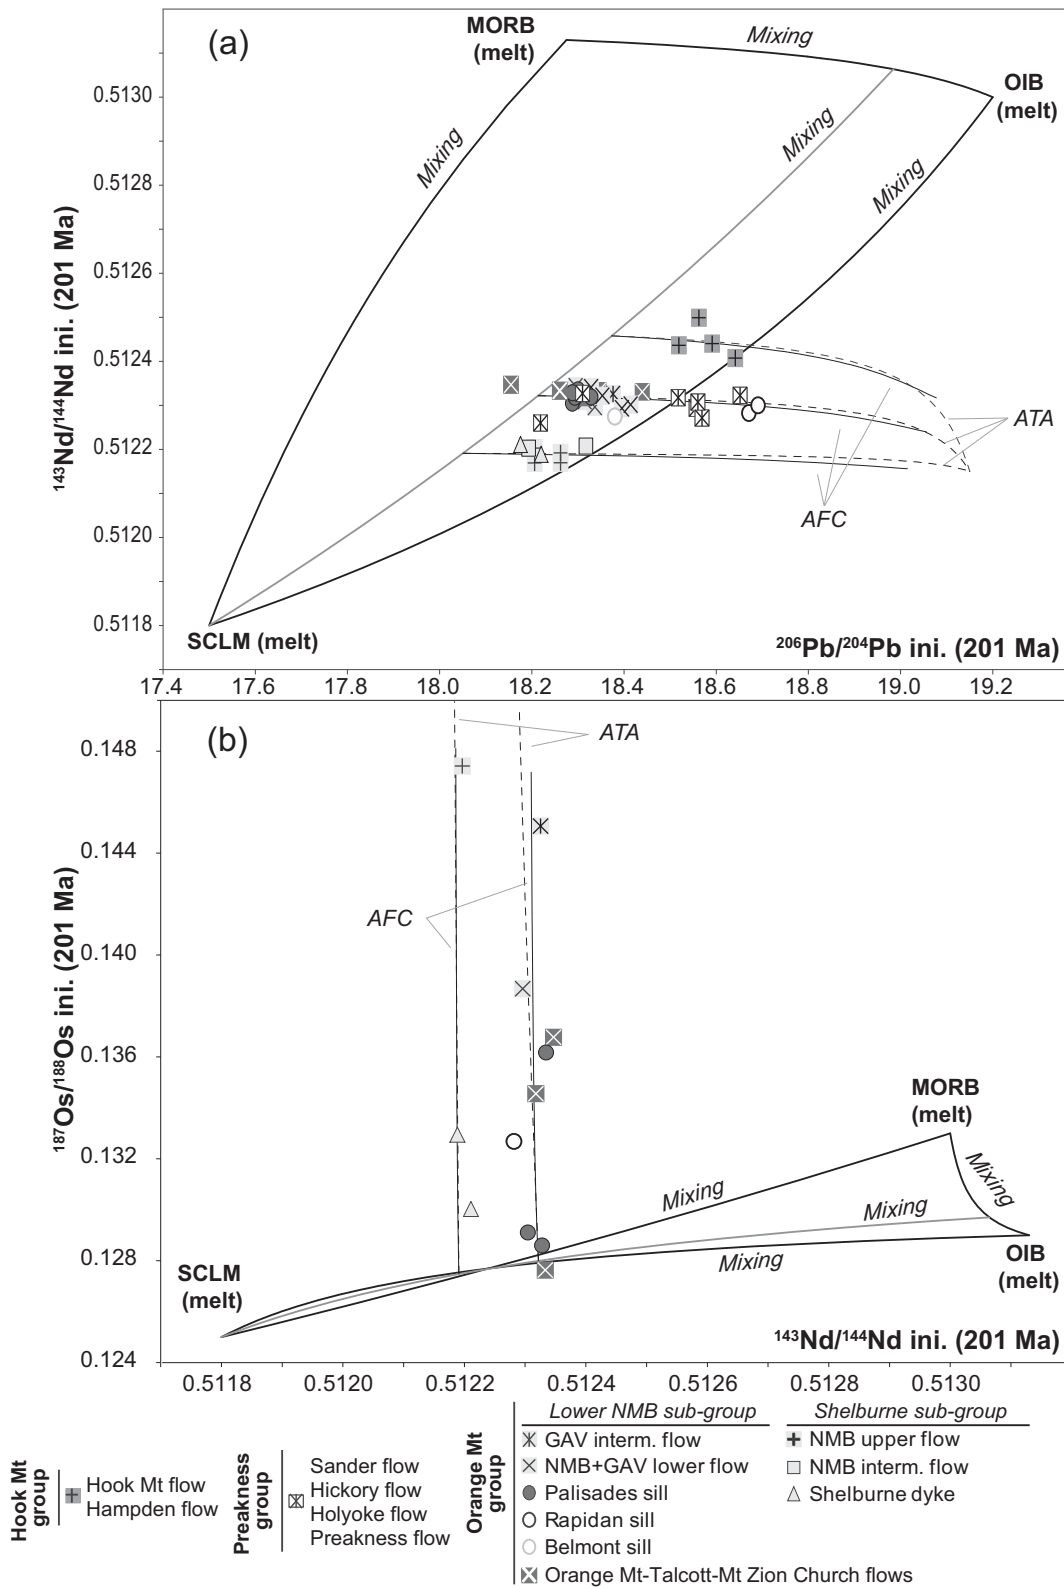 (a)
MORB
(melt)
Mixing
OIB
(melt)
Mixing
Mixing
Mixing
ATA
AFC
SCLM (melt)
¹⁴³Nd/¹⁴⁴Nd ini. (201 Ma)
0.5130
0.5128
0.5126
0.5124
0.5122
0.5120
0.5118
²⁰⁶Pb/²⁰⁴Pb ini. (201 Ma)
17.4 17.6 17.8 18.0 18.2 18.4 18.6 18.8 19.0 19.2
(b)
ATA
AFC
MORB
(melt)
Mixing
Mixing
Mixing
Mixing
OIB
(melt)
SCLM
(melt)
¹⁸⁷Os/¹⁸⁸Os ini. (201 Ma)
0.148
0.144
0.140
0.136
0.132
0.128
0.124
¹⁴³Nd/¹⁴⁴Nd ini. (201 Ma)
0.5118 0.5120 0.5122 0.5124 0.5126 0.5128 0.5130
Hook Mt
group
Hook Mt flow
Hampden flow
Preakness
group
Sander flow
Hickory flow
Holyoke flow
Preakness flow
Orange Mt
group
Lower NMB sub-group
GAV interm. flow
NMB+GAV lower flow
Palisades sill
Rapidan sill
Belmont sill
Orange Mt-Talcott-Mt Zion Church flows
Shelburne sub-group
NMB upper flow
NMB interm. flow
Shelburne dyke